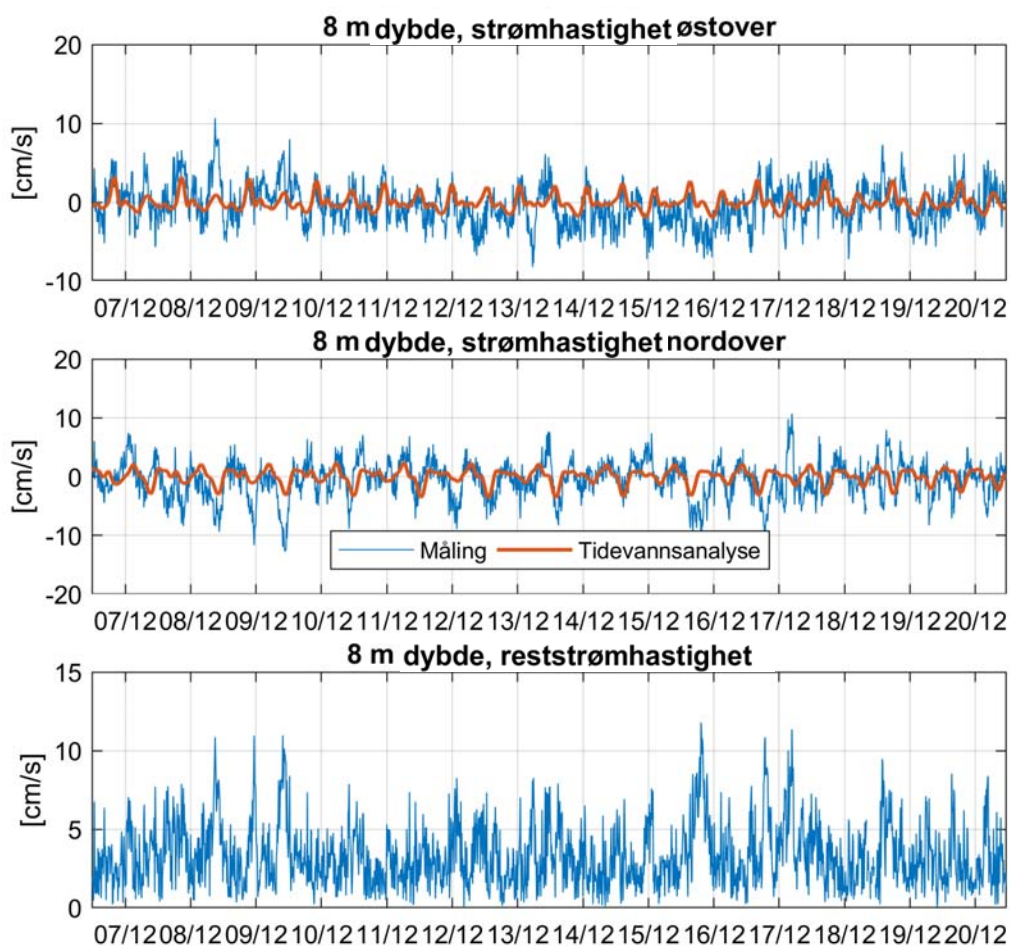 8 m dybde, strømhastighet østover
20
10
0
-10
[cm/s]
07/12 08/12 09/12 10/12 11/12 12/12 13/12 14/12 15/12 16/12 17/12 18/12 19/12 20/12
8 m dybde, strømhastighet nordover
20
10
0
-10
-20
[cm/s]
Måling Tidevannsanalyse
07/12 08/12 09/12 10/12 11/12 12/12 13/12 14/12 15/12 16/12 17/12 18/12 19/12 20/12
8 m dybde, reststrømhastighet
15
10
5
0
[cm/s]
07/12 08/12 09/12 10/12 11/12 12/12 13/12 14/12 15/12 16/12 17/12 18/12 19/12 20/12